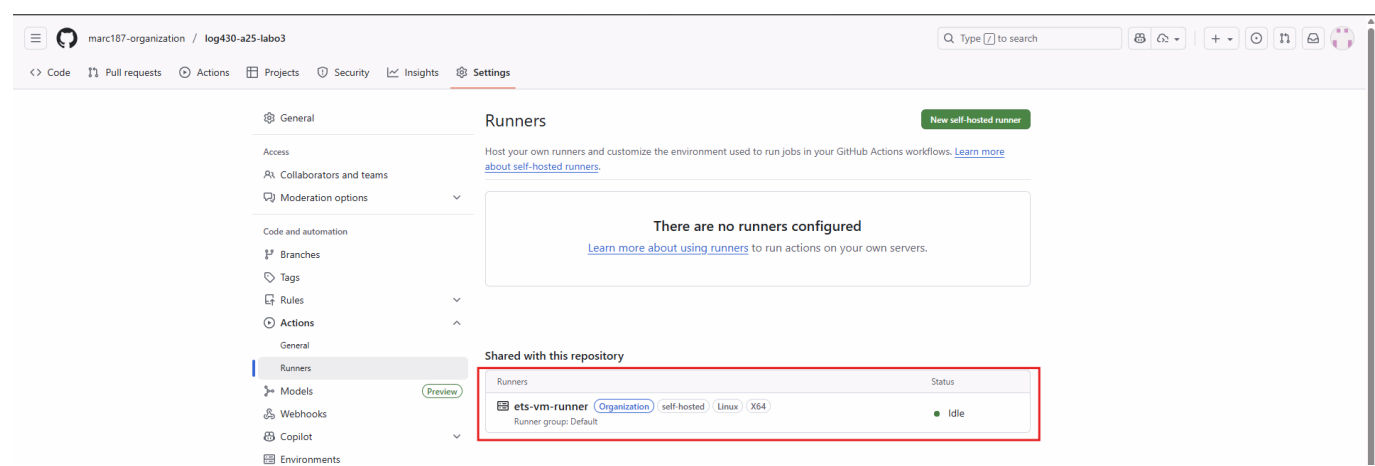 marc187-organization / log430-a25-labo3
Type / to search
Code Pull requests Actions Projects Security Insights Settings
General
Access
Collaborators and teams
Moderation options
Code and automation
Branches
Tags
Rules
Actions
General
Runners
Models Preview
Webhooks
Copilot
Environments
Runners
New self-hosted runner
Host your own runners and customize the environment used to run jobs in your GitHub Actions workflows. Learn more
about self-hosted runners.
There are no runners configured
Learn more about using runners to run actions on your own servers.
Shared with this repository
Runners Status
ets-vm-runner Organization self-hosted Linux X64
Idle
Runner group: Default